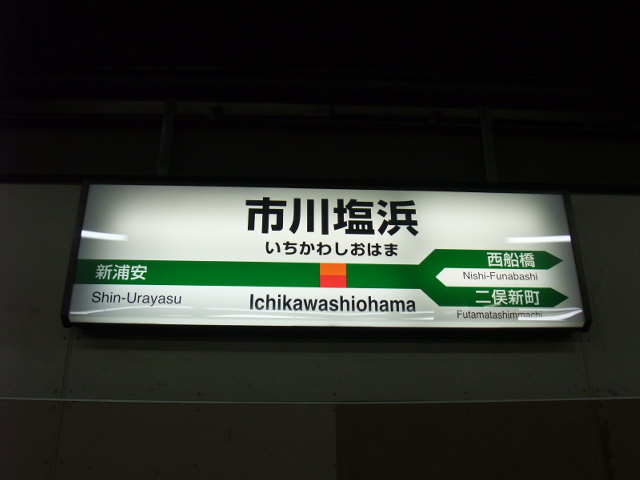 市川塩浜
いちかわしおはま
新浦安
Shin-Urayasu
Ichikawashiohama
西船橋
Nishi-Funabashi
二俣新町
Futamatashimmachi